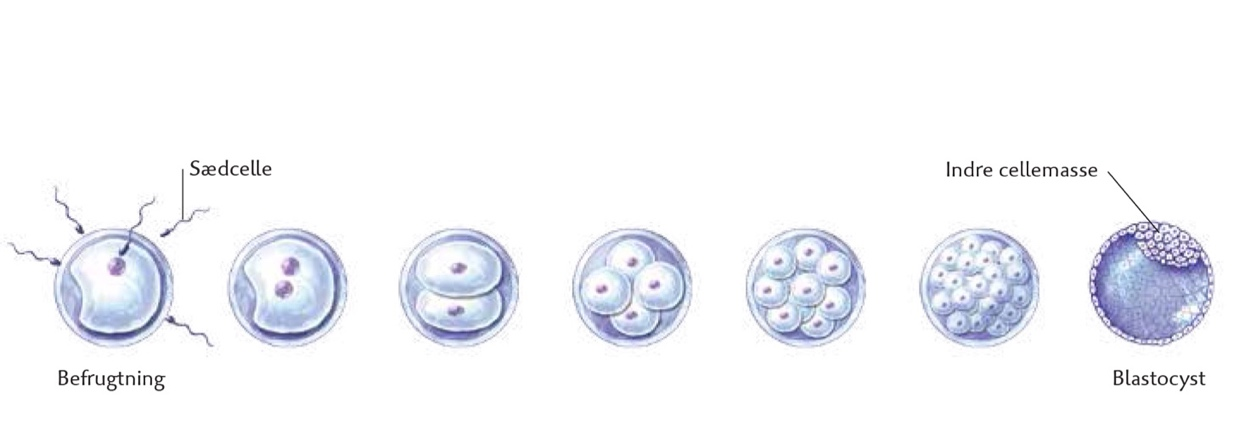 Sædcelle
Indre cellemasse
Befrugtning
Blastocyst